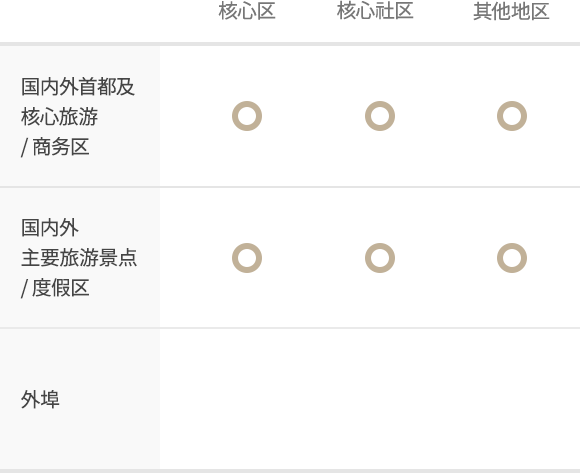 核心区 核心社区 其他地区
国内外首都及
核心旅游
/ 商务区
国内外
主要旅游景点
/ 度假区
外埠